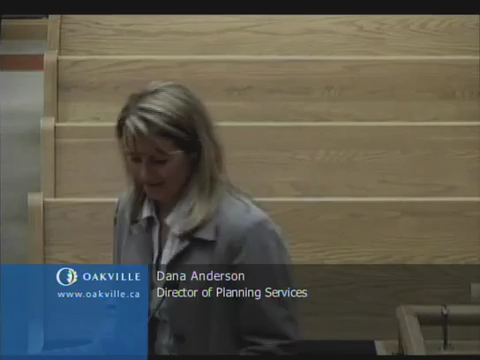 OAKVILLE
www.oakville.ca
Dana Anderson
Director of Planning Services